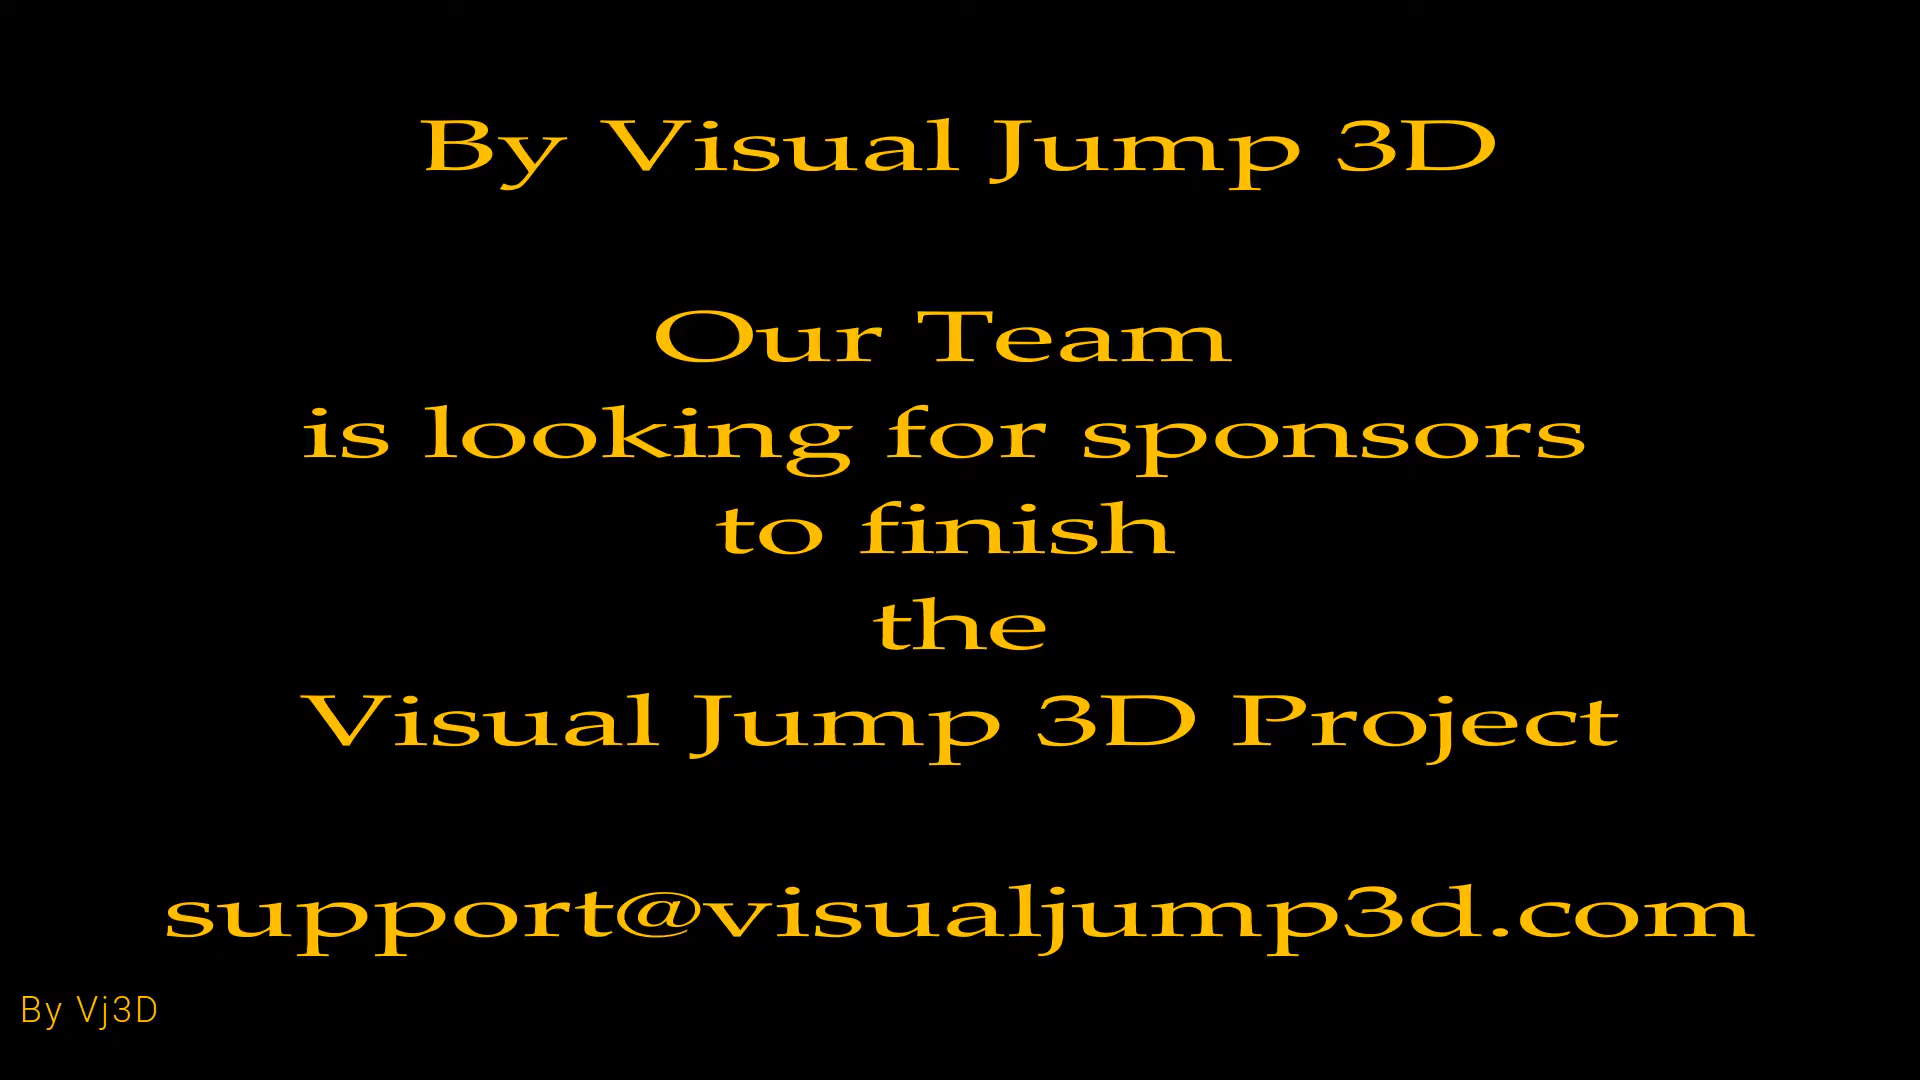 By Visual Jump 3D
Our Team
is looking for sponsors
to finish
the
Visual Jump 3D Project
support@visualjump3d.com
By Vj3D